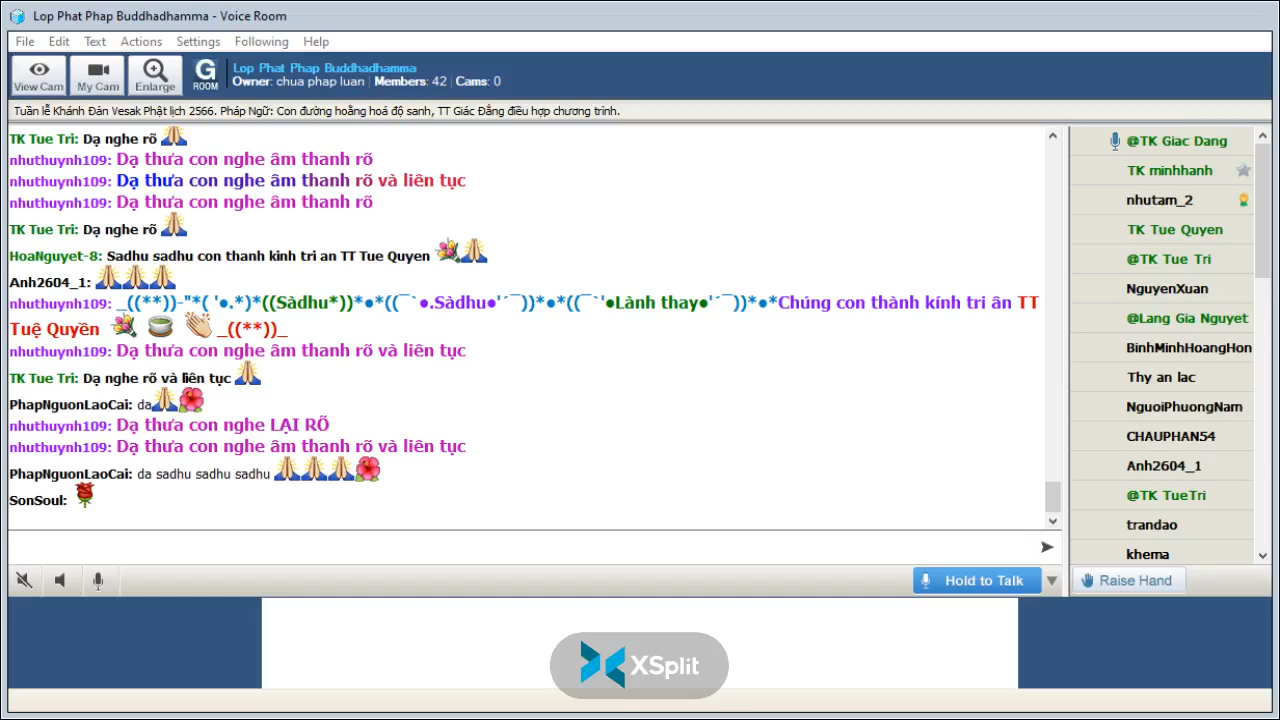 Lop Phat Phap Buddhadhamma - Voice Room
File Edit Text Actions Settings Following Help
View Cam My Cam Enlarge G ROOM
Lop Phat Phap Buddhadhamma
Owner: chua phap luan | Members: 42 | Cams: 0
Tuần lễ Khánh Đản Vesak Phật lịch 2566. Pháp Ngữ: Con đường hoằng hoá độ sanh, TT Giác Đẳng điều hợp chương trình.
TK Tue Tri: Dạ nghe rõ 🙏
nhuthuynh109: Dạ thưa con nghe âm thanh rõ
nhuthuynh109: Dạ thưa con nghe âm thanh rõ và liên tục
nhuthuynh109: Dạ thưa con nghe âm thanh rõ
TK Tue Tri: Dạ nghe rõ 🙏
HoaNguyet-8: Sadhu sadhu con thanh kinh tri an TT Tue Quyen 💐🙏
Anh2604_1: 🙏🙏🙏
nhuthuynh109: _((**))-"*( '●.*)*((Sàdhu*))*●*((¯`●.Sàdhu●'´¯))*●*((¯`'●Lành thay●'´¯))*●*Chúng con thành kính tri ân TT
Tuệ Quyền 💐 🍵 👏 _((**))_
nhuthuynh109: Dạ thưa con nghe âm thanh rõ và liên tục
TK Tue Tri: Dạ nghe rõ và liên tục 🙏
PhapNguonLaoCai: da🙏🌺
nhuthuynh109: Dạ thưa con nghe LẠI RÕ
nhuthuynh109: Dạ thưa con nghe âm thanh rõ và liên tục
PhapNguonLaoCai: da sadhu sadhu sadhu 🙏🙏🙏🌺
SonSoul: 🌹
Hold to Talk
@TK Giac Dang
TK minhhanh
nhutam_2
TK Tue Quyen
@TK Tue Tri
NguyenXuan
@Lang Gia Nguyet
BinhMinhHoangHon
Thy an lac
NguoiPhuongNam
CHAUPHAN54
Anh2604_1
@TK TueTri
trandao
khema
Raise Hand
XSplit